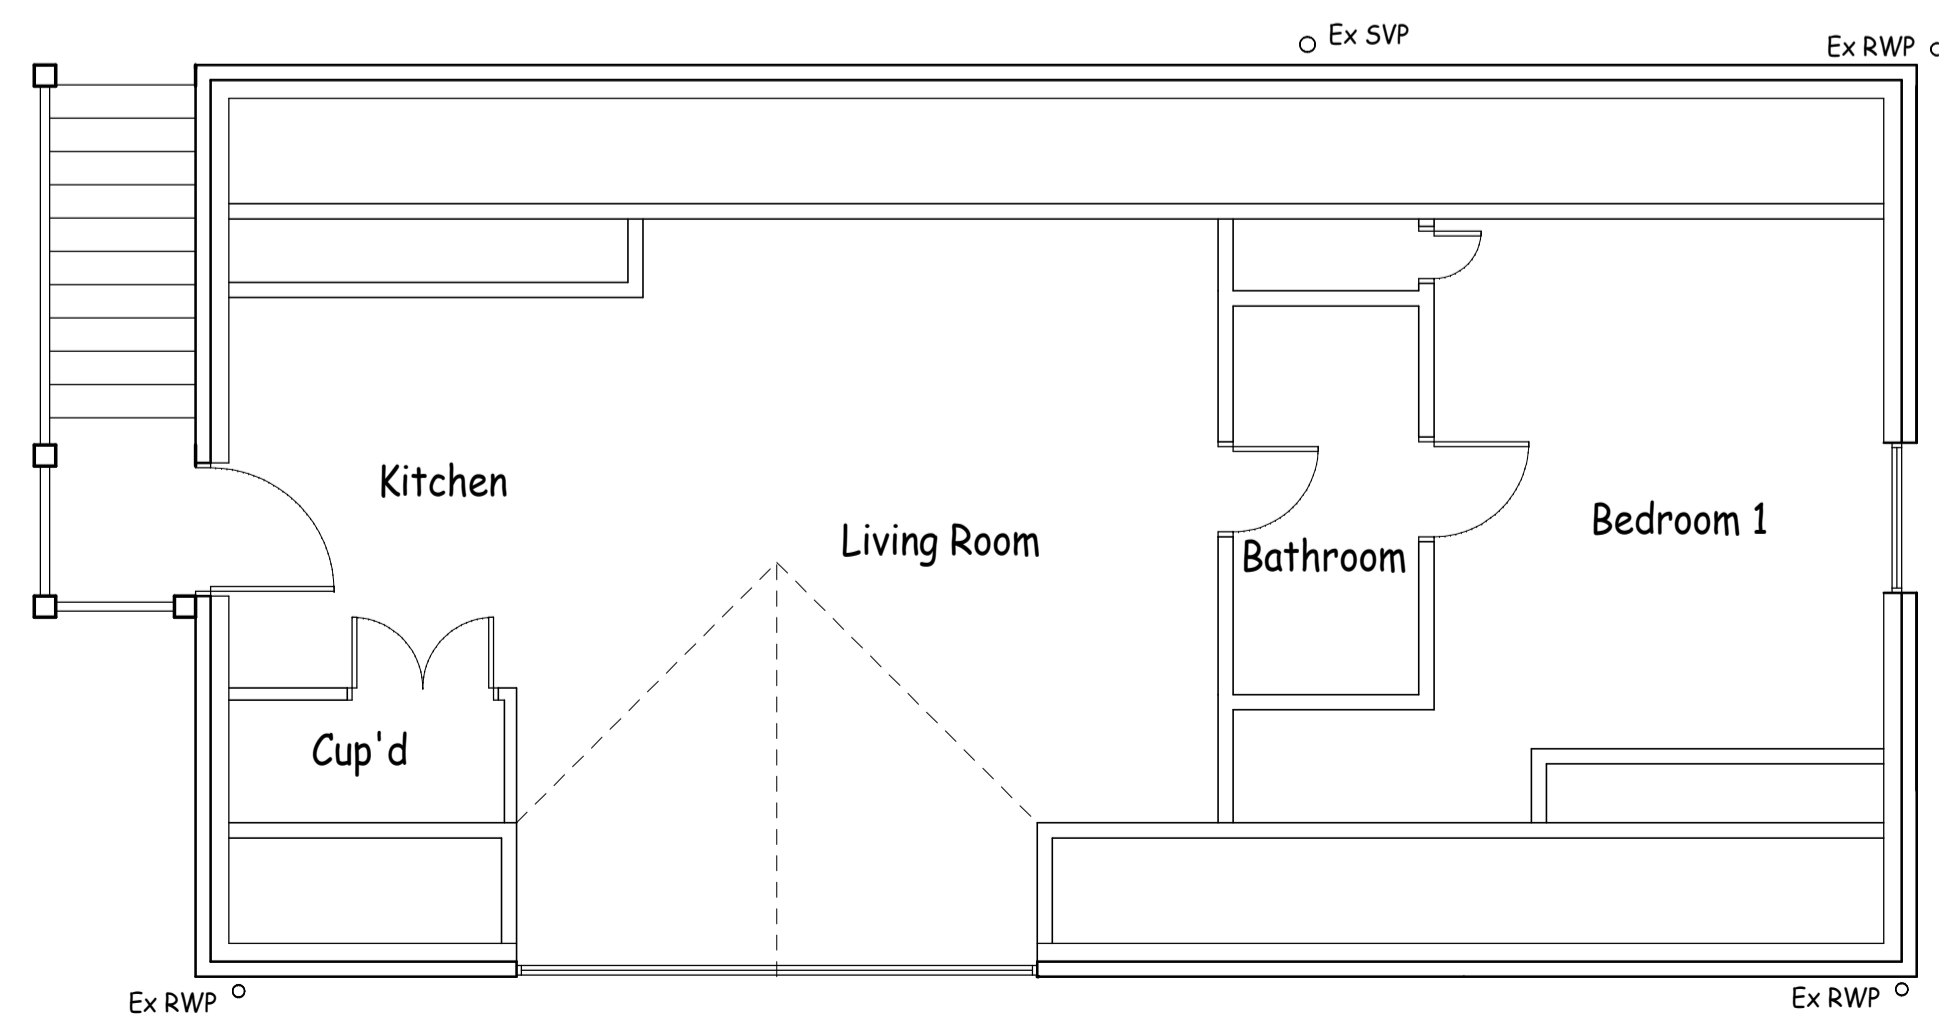 Ex SVP
Ex RWP
Kitchen
Living Room
Bathroom
Bedroom 1
Cup'd
Ex RWP
Ex RWP